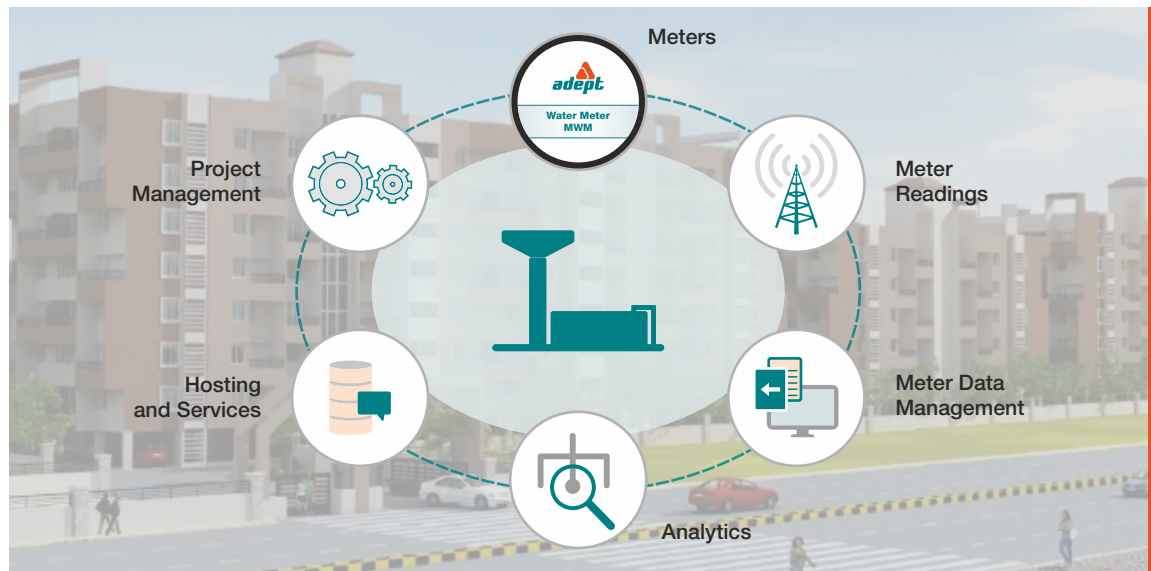 Meters
adept
Water Meter
MWM
Project
Management
Meter
Readings
Hosting
and Services
Meter Data
Management
Analytics